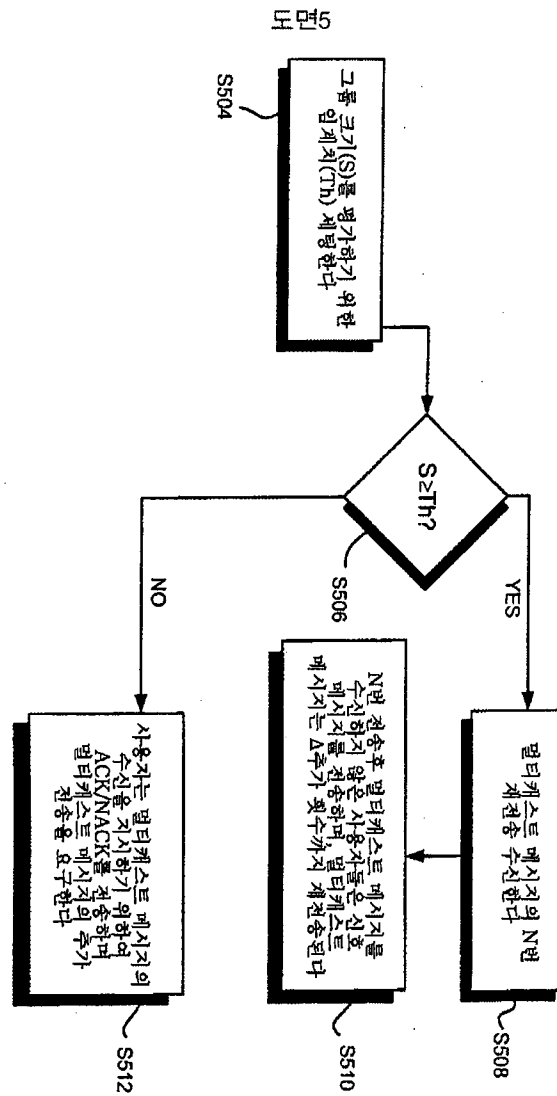 도면5
그룹 크기(S)를 평가하기 위한
임계치(Th) 세팅한다
S504
S≥Th?
S506
YES
NO
멀티캐스트 메시지의 N번
재전송 수신한다
S508
N번 전송후 멀티캐스트 메시지를
수신하지 않은 사용자들은 신호
메시지를 전송하며, 멀티캐스트
메시지는 Δ추가 횟수까지 재전송된다
S510
사용자는 멀티캐스트 메시지의
수신을 지시하기 위하여
ACK/NACK를 전송하며
멀티캐스트 메시지의 추가
전송을 요구한다
S512